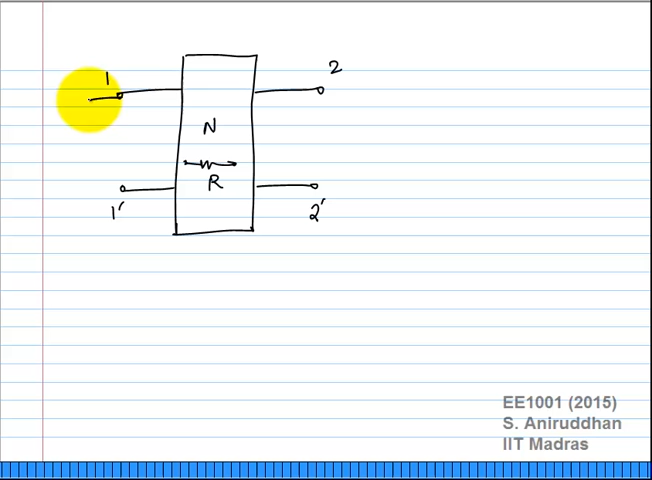 1
2
N
R
1'
2'
EE1001 (2015)
S. Aniruddhan
IIT Madras